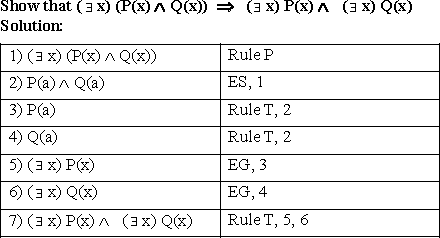 Show that (∃ x) (P(x) ∧ Q(x)) ⇒ (∃ x) P(x) ∧ (∃ x) Q(x)
Solution:
1) (∃ x) (P(x) ∧ Q(x)) Rule P
2) P(a) ∧ Q(a) ES, 1
3) P(a) Rule T, 2
4) Q(a) Rule T, 2
5) (∃ x) P(x) EG, 3
6) (∃ x) Q(x) EG, 4
7) (∃ x) P(x) ∧ (∃ x) Q(x) Rule T, 5, 6